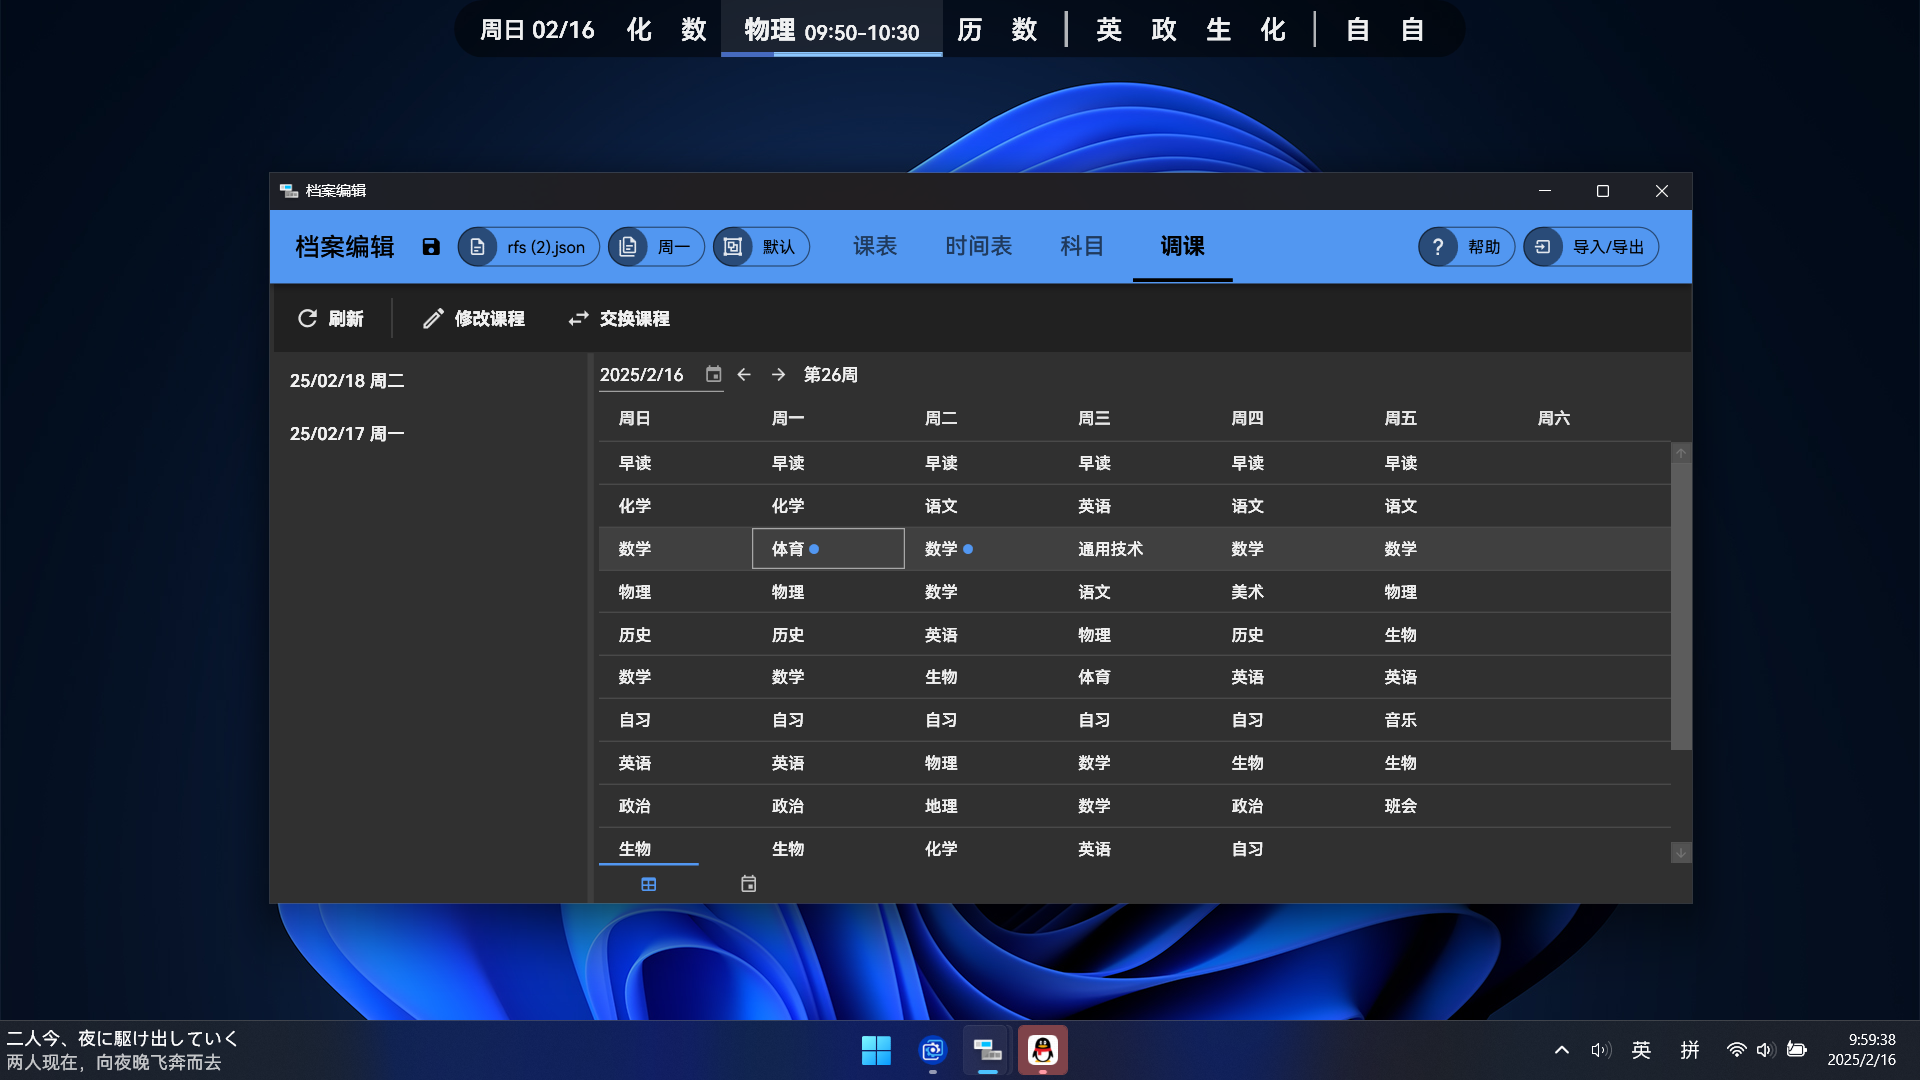 周日 02/16 化 数 物理 09:50-10:30 历 数 | 英 政 生 化 | 自 自
档案编辑
档案编辑 rfs (2).json 周一 默认 课表 时间表 科目 调课 ? 帮助 导入/导出
刷新 修改课程 交换课程
25/02/18 周二
25/02/17 周一
2025/2/16 第26周
周日 周一 周二 周三 周四 周五 周六
早读 早读 早读 早读 早读 早读
化学 化学 语文 英语 语文 语文
数学 体育 数学 通用技术 数学 数学
物理 物理 数学 语文 美术 物理
历史 历史 英语 物理 历史 生物
数学 数学 生物 体育 英语 英语
自习 自习 自习 自习 自习 音乐
英语 英语 物理 数学 生物 生物
政治 政治 地理 数学 政治 班会
生物 生物 化学 英语 自习
二人今、夜に駆け出していく
两人现在，向夜晚飞奔而去
英 拼
9:59:38
2025/2/16